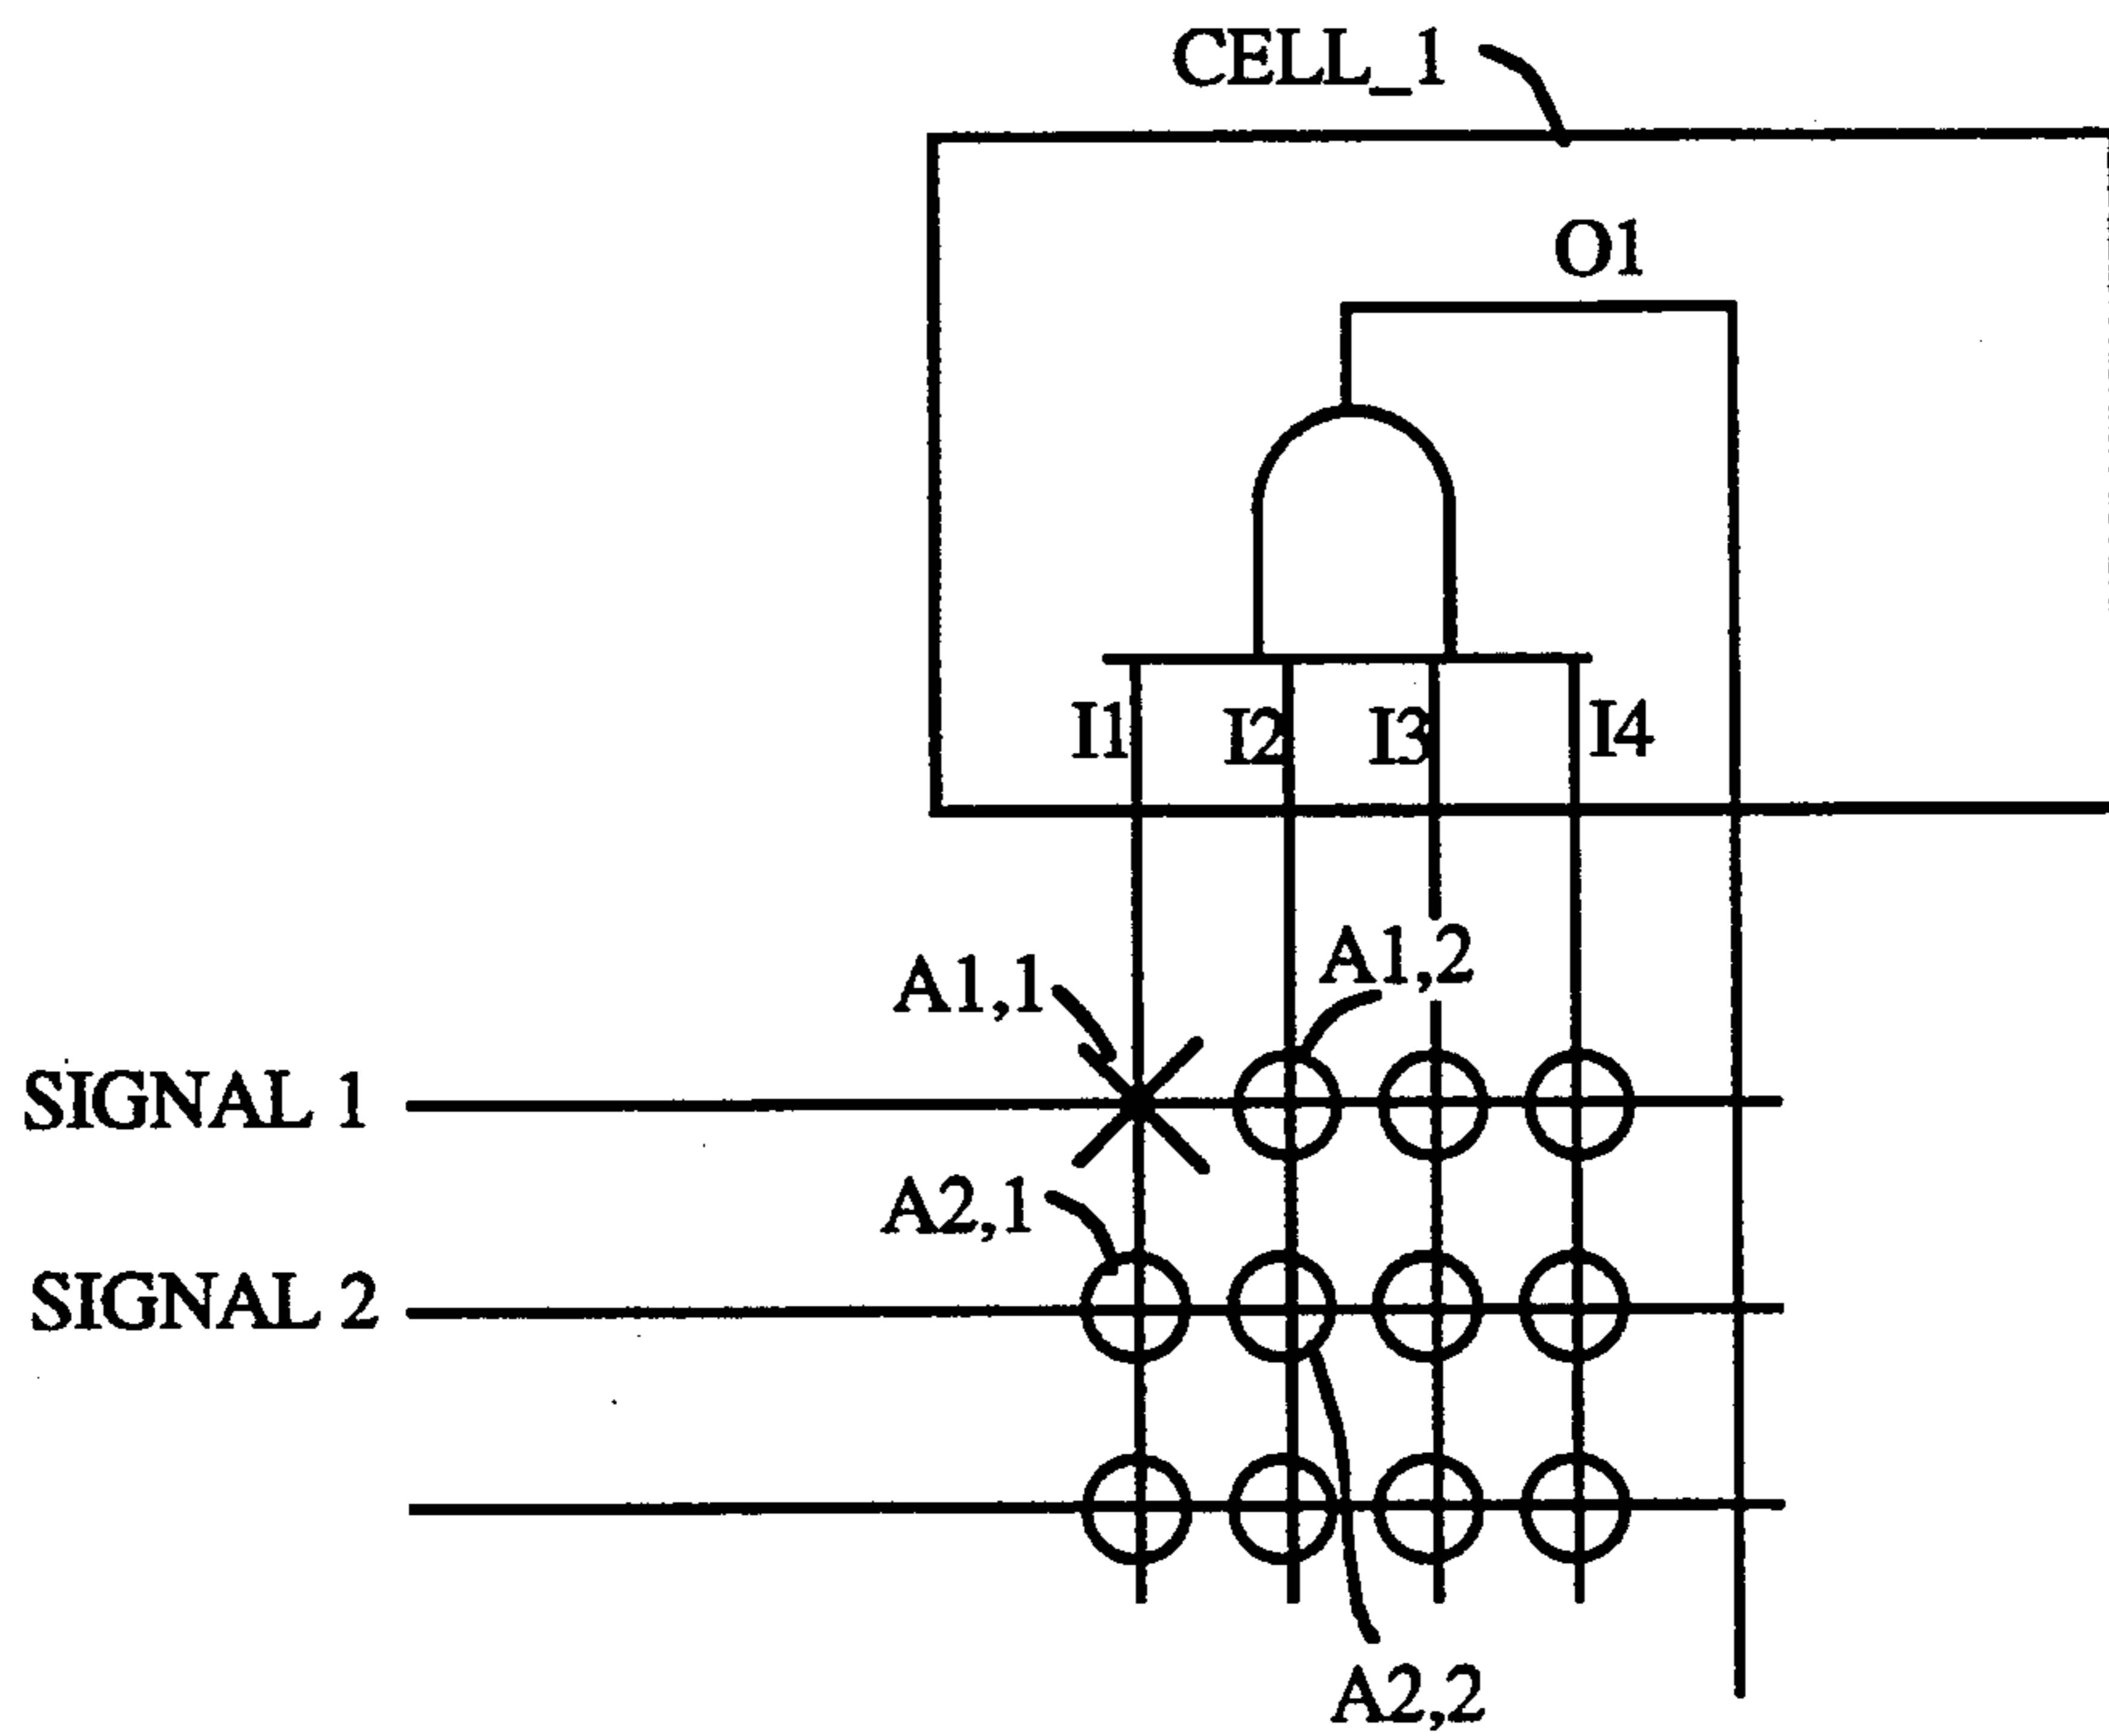 CELL_1
O1
I1 I2 I3 I4
A1,1 A1,2
SIGNAL 1
A2,1
SIGNAL 2
A2,2